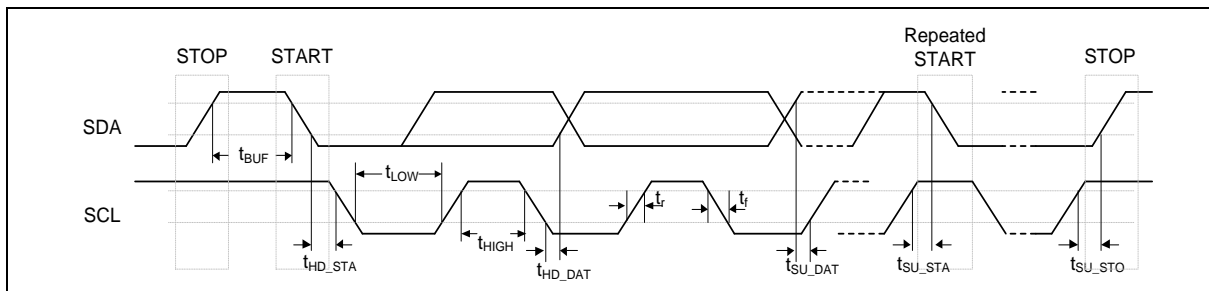 STOP
START
Repeated
START
STOP
SDA
tBUF
tLOW
SCL
tr
tf
tHIGH
tHD_STA
tHD_DAT
tSU_DAT
tSU_STA
tSU_STO